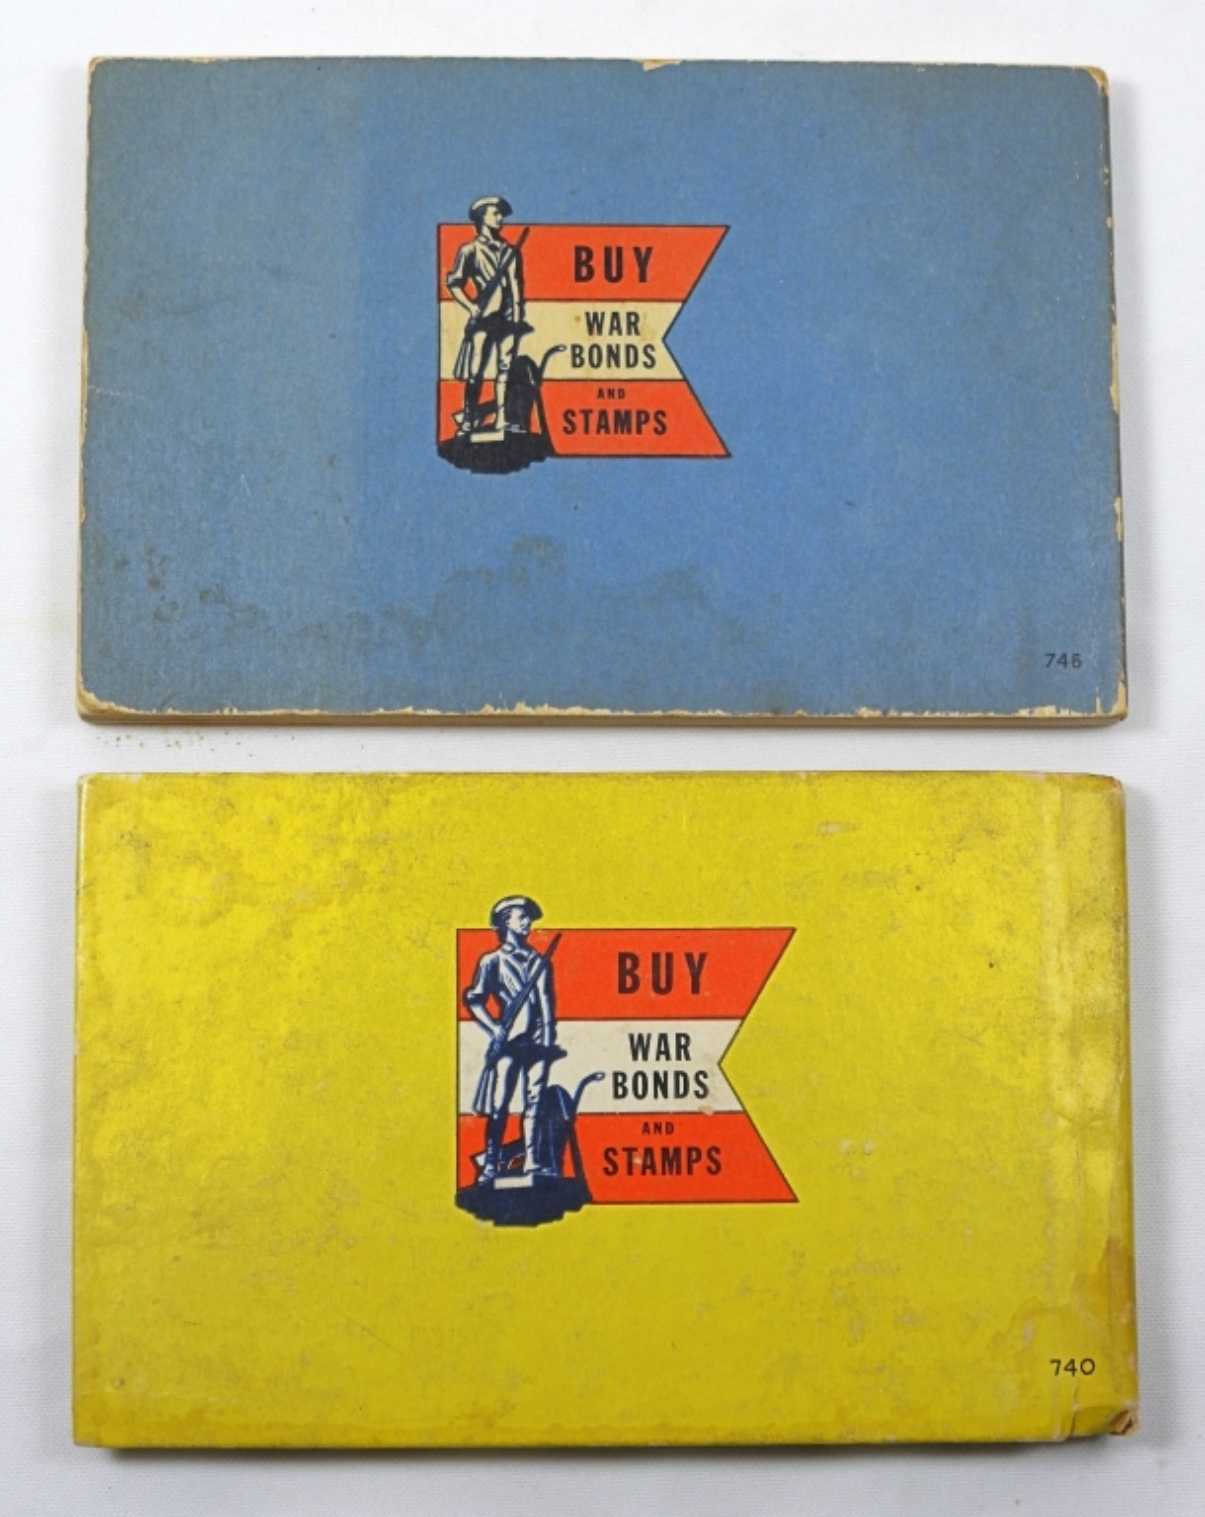 BUY
WAR
BONDS
AND
STAMPS
746
BUY
WAR
BONDS
AND
STAMPS
740